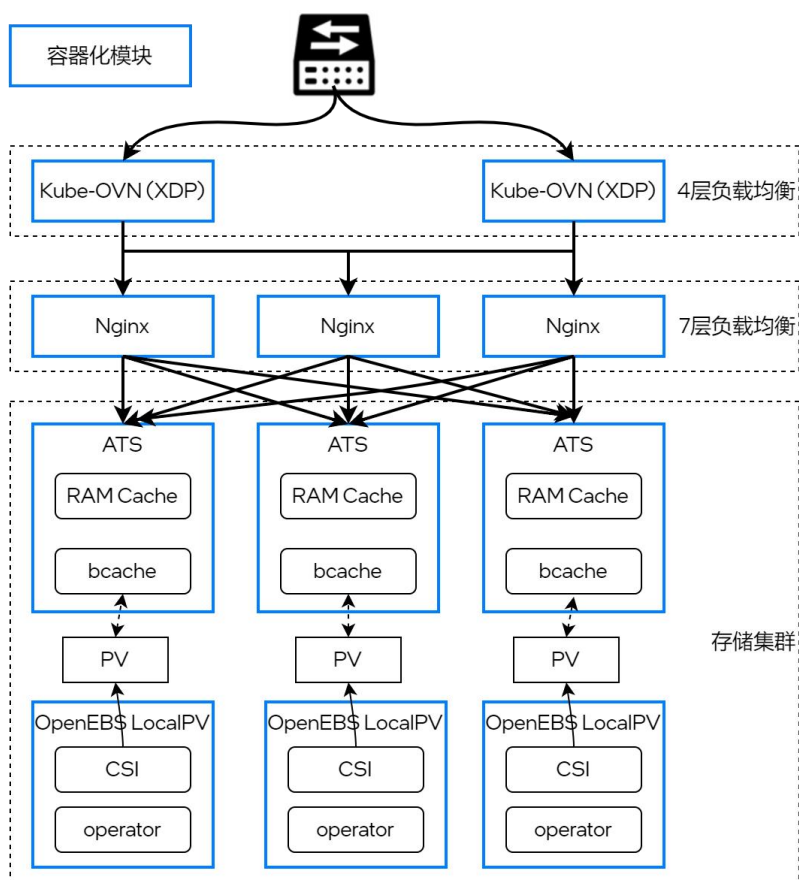 容器化模块
Kube-OVN (XDP)
Kube-OVN (XDP)
4层负载均衡
Nginx
Nginx
Nginx
7层负载均衡
ATS
ATS
ATS
RAM Cache
RAM Cache
RAM Cache
bcache
bcache
bcache
存储集群
PV
PV
PV
OpenEBS LocalPV
OpenEBS LocalPV
OpenEBS LocalPV
CSI
CSI
CSI
operator
operator
operator